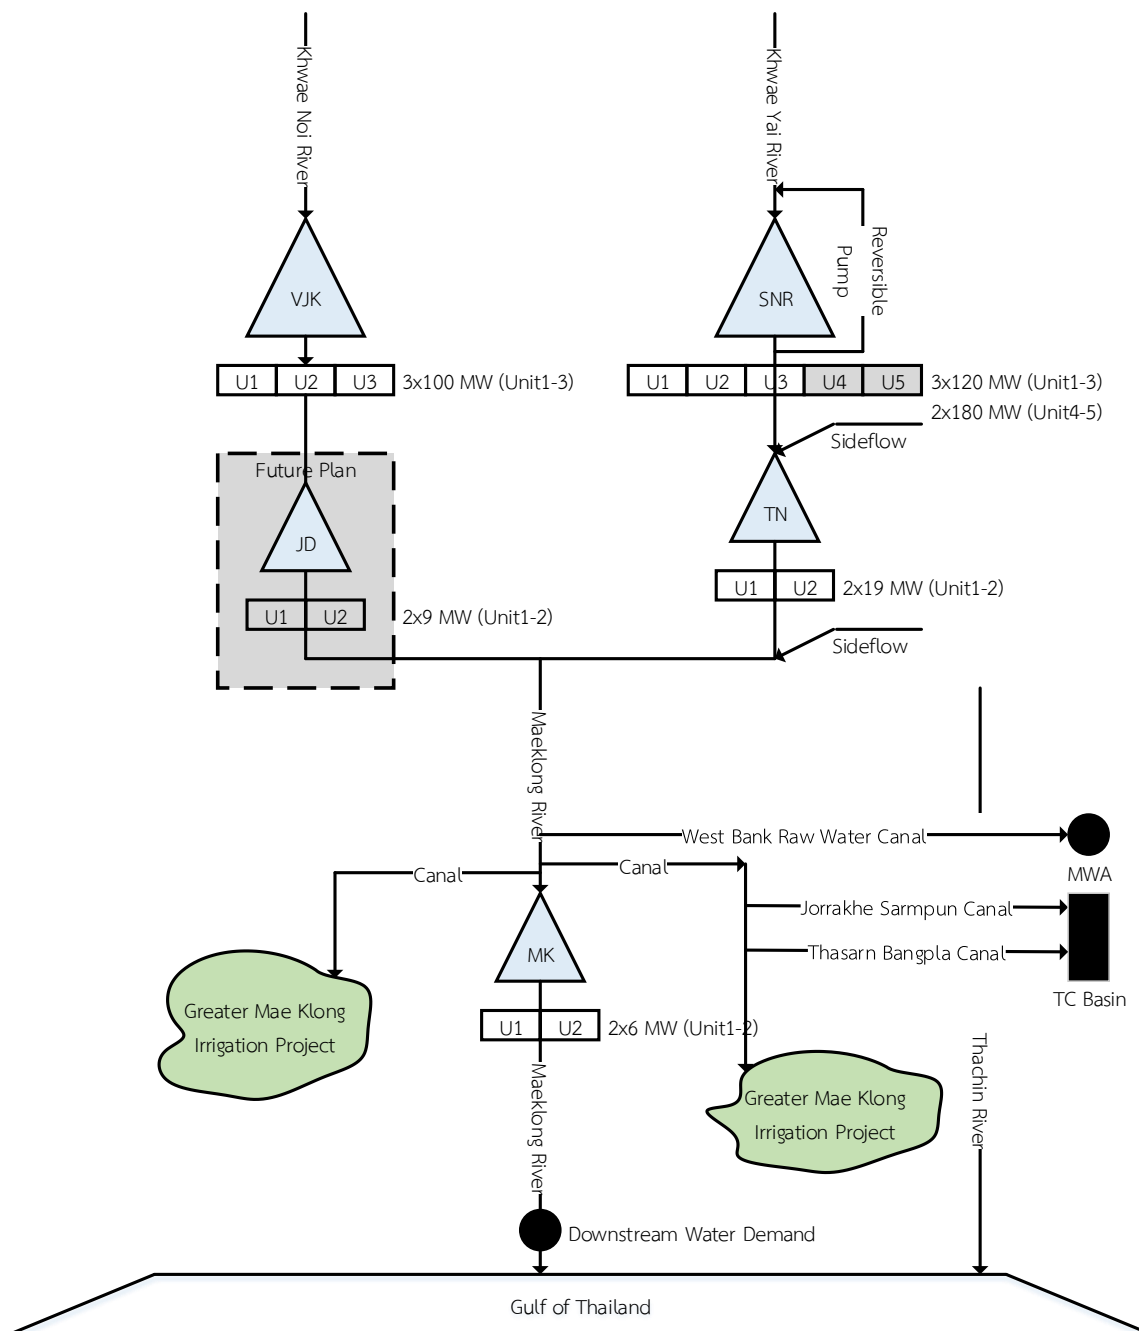 Khwae Noi River
Khwae Yai River
VJK
SNR
Reversible
Pump
U1 U2 U3
3x100 MW (Unit1-3)
U1 U2 U3 U4 U5
3x120 MW (Unit1-3)
2x180 MW (Unit4-5)
Sideflow
Future Plan
JD
TN
U1 U2
2x9 MW (Unit1-2)
U1 U2
2x19 MW (Unit1-2)
Sideflow
Maeklong River
West Bank Raw Water Canal
MWA
Canal
Canal
Jorrakhe Sarmpun Canal
Thasarn Bangpla Canal
TC Basin
MK
U1 U2
2x6 MW (Unit1-2)
Greater Mae Klong
Irrigation Project
Greater Mae Klong
Irrigation Project
Maeklong River
Thachin River
Downstream Water Demand
Gulf of Thailand